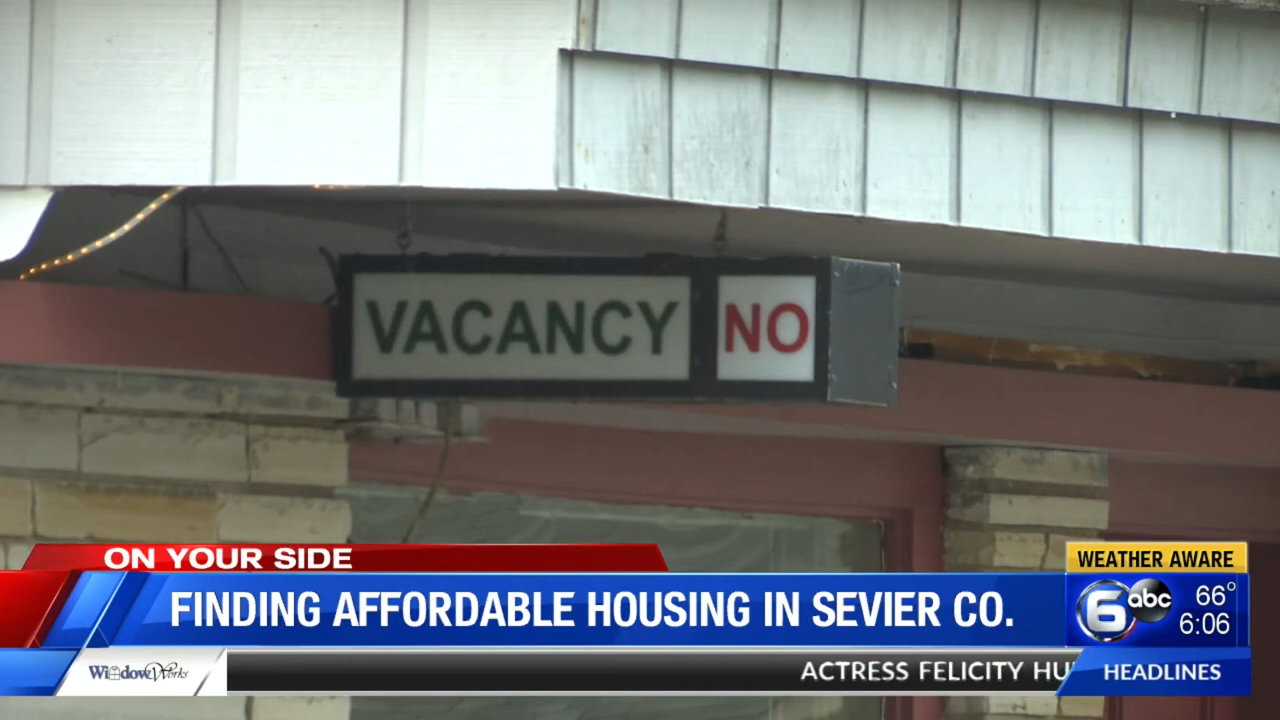 VACANCY NO
ON YOUR SIDE
FINDING AFFORDABLE HOUSING IN SEVIER CO.
WEATHER AWARE
6 abc 66°
6:06
WindowWorks
ACTRESS FELICITY HU
HEADLINES